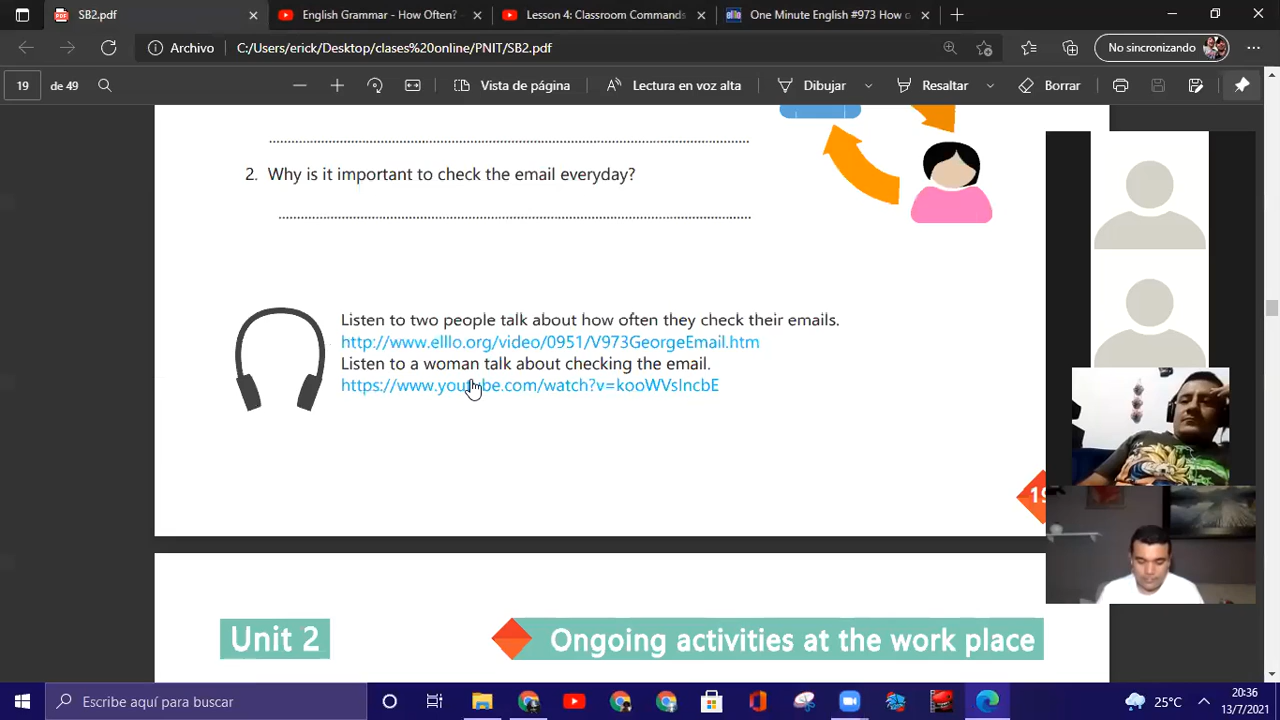 SB2.pdf
English Grammar - How Often?
Lesson 4: Classroom Commands
One Minute English #973 How o
Archivo
C:/Users/erick/Desktop/clases%20online/PNIT/SB2.pdf
No sincronizando
19
de 49
Vista de página
Lectura en voz alta
Dibujar
Resaltar
Borrar
2. Why is it important to check the email everyday?
Listen to two people talk about how often they check their emails.
http://www.elllo.org/video/0951/V973GeorgeEmail.htm
Listen to a woman talk about checking the email.
https://www.youtube.com/watch?v=kooWVsIncbE
19
Unit 2
Ongoing activities at the work place
Escribe aquí para buscar
25°C
20:36
13/7/2021